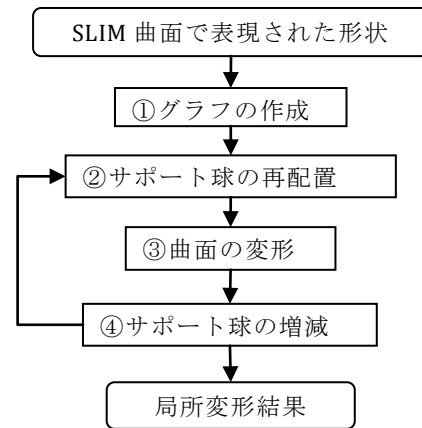 SLIM 曲面で表現された形状
①グラフの作成
②サポート球の再配置
③曲面の変形
④サポート球の増減
局所変形結果